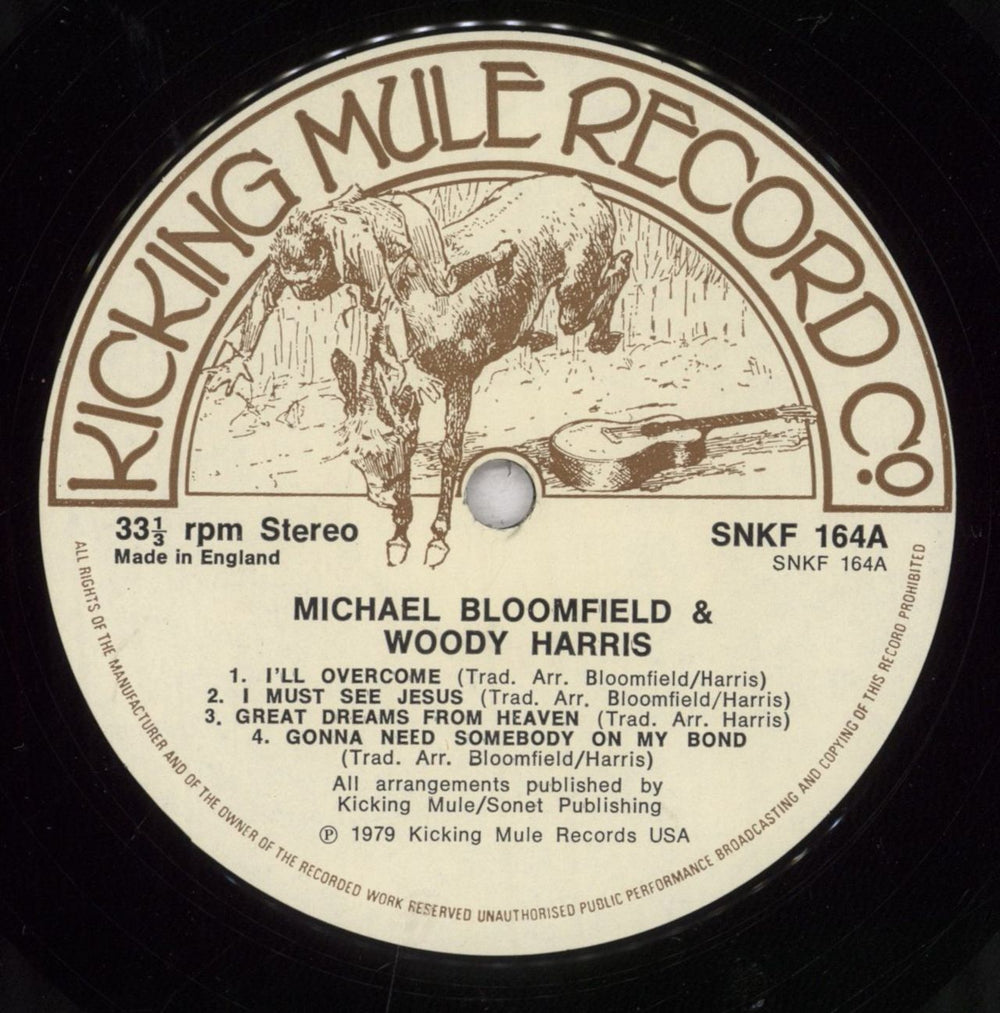 KICKING MULE RECORD Co.
33⅓ rpm Stereo
Made in England
SNKF 164A
SNKF 164A
MICHAEL BLOOMFIELD &
WOODY HARRIS
1. I'LL OVERCOME (Trad. Arr. Bloomfield/Harris)
2. I MUST SEE JESUS (Trad. Arr. Bloomfield/Harris)
3. GREAT DREAMS FROM HEAVEN (Trad. Arr. Harris)
4. GONNA NEED SOMEBODY ON MY BOND
(Trad. Arr. Bloomfield/Harris)
All arrangements published by
Kicking Mule/Sonet Publishing
℗ 1979 Kicking Mule Records USA
ALL RIGHTS OF THE MANUFACTURER AND OF THE OWNER OF THE RECORDED WORK RESERVED UNAUTHORISED PUBLIC PERFORMANCE BROADCASTING AND COPYING OF THIS RECORD PROHIBITED